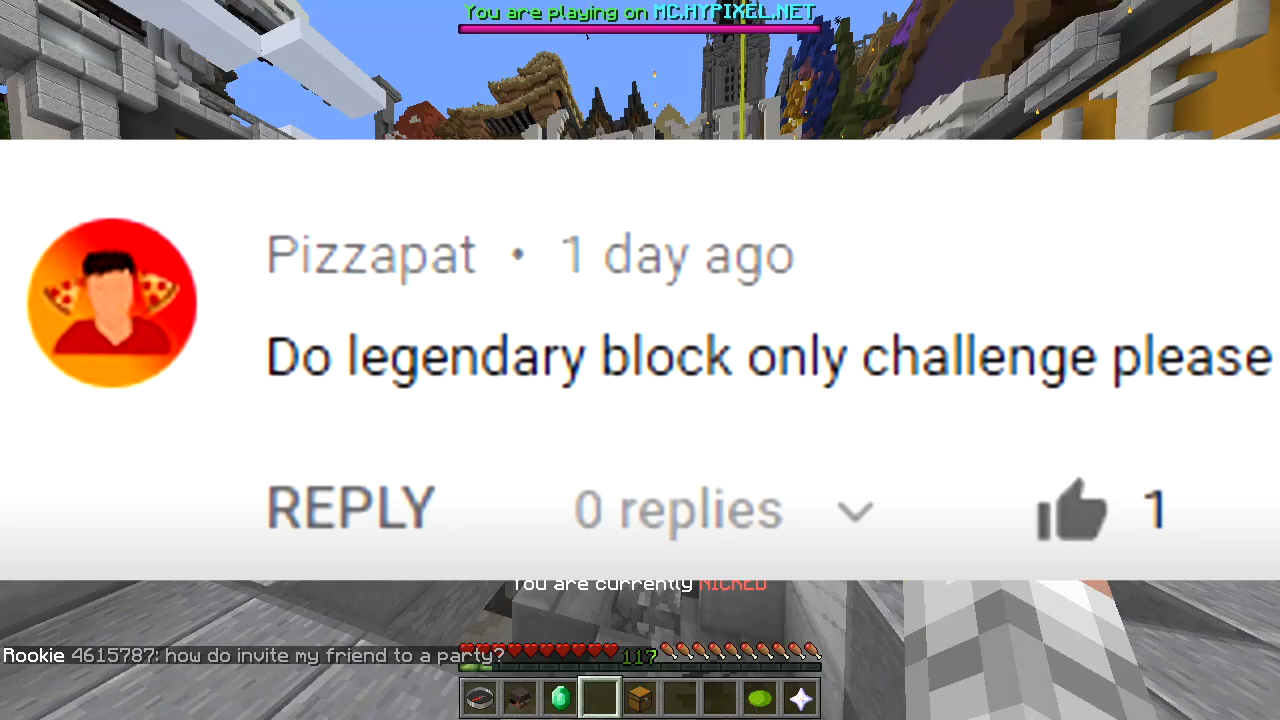 You are playing on MC.HYPIXEL.NET
Pizzapat • 1 day ago
Do legendary block only challenge please
REPLY 0 replies 1
You are currently NICKED
Rookie 4615787: how do invite my friend to a party?
117